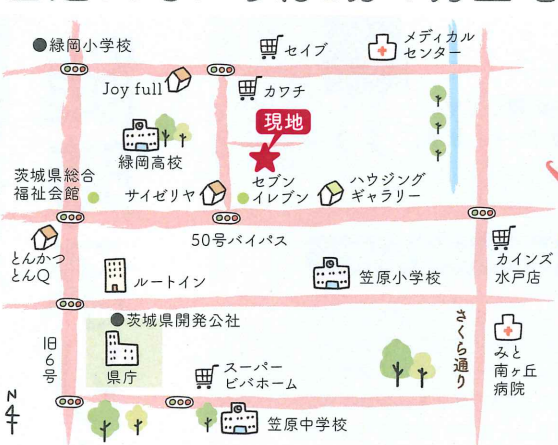 緑岡小学校
セイブ
メディカル
センター
Joy full
カワチ
現地
緑岡高校
茨城県総合
福祉会館
サイゼリヤ
セブン
イレブン
ハウジング
ギャラリー
50号バイパス
とんかつ
とんQ
ルートイン
笠原小学校
カインズ
水戸店
茨城県開発公社
旧6号
県庁
さくら通り
スーパー
ビバホーム
みと
南ヶ丘
病院
N
笠原中学校